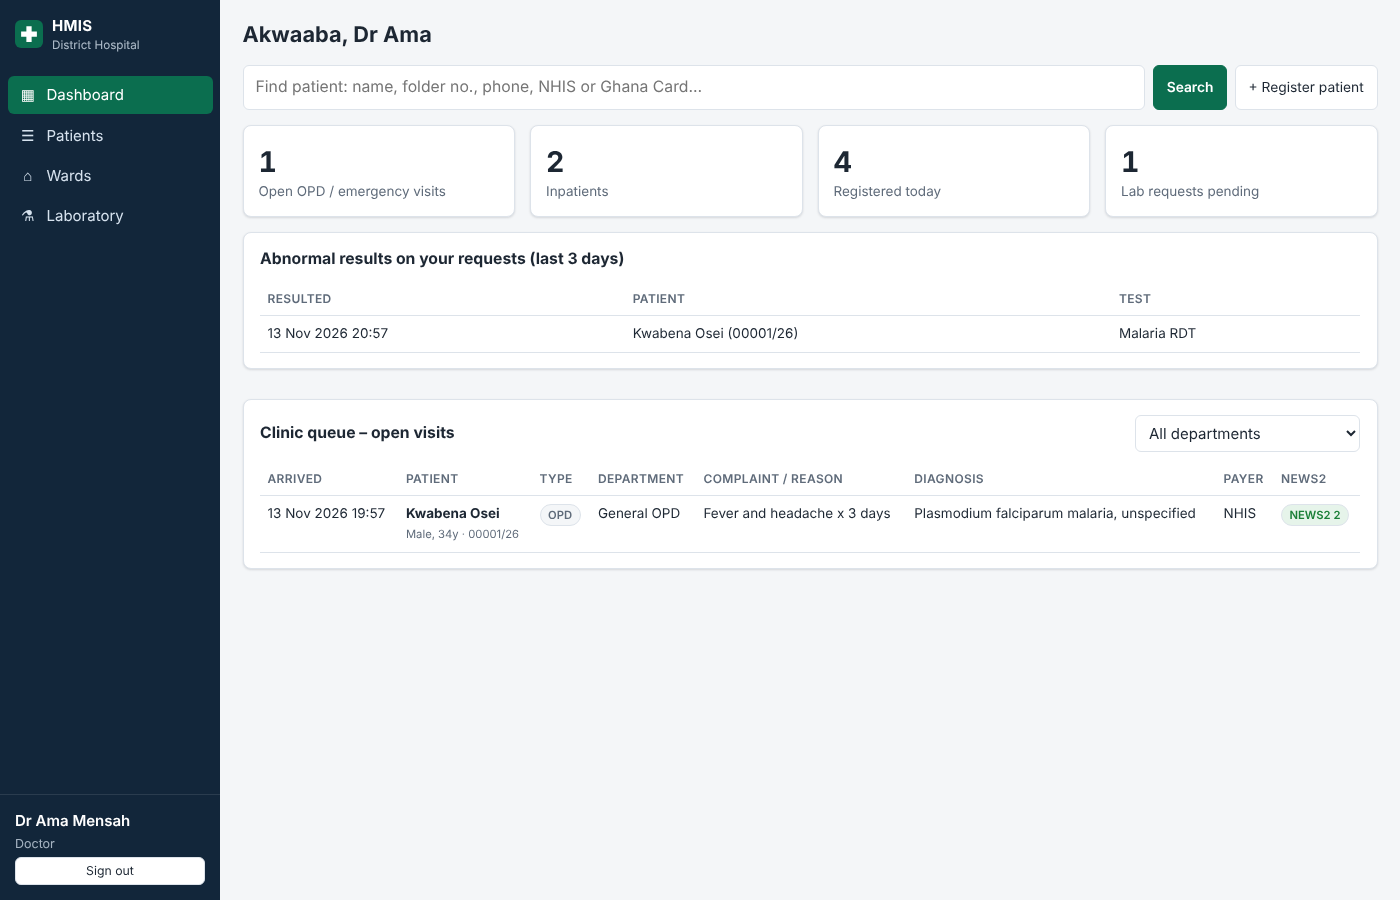 HMIS
District Hospital
Dashboard
Patients
Wards
Laboratory
Dr Ama Mensah
Doctor
Sign out
Akwaaba, Dr Ama
Find patient: name, folder no., phone, NHIS or Ghana Card...
Search
+ Register patient
1
Open OPD / emergency visits
2
Inpatients
4
Registered today
1
Lab requests pending
Abnormal results on your requests (last 3 days)
RESULTED PATIENT TEST
13 Nov 2026 20:57 Kwabena Osei (00001/26) Malaria RDT
Clinic queue – open visits
All departments
ARRIVED PATIENT TYPE DEPARTMENT COMPLAINT / REASON DIAGNOSIS PAYER NEWS2
13 Nov 2026 19:57 Kwabena Osei OPD General OPD Fever and headache x 3 days Plasmodium falciparum malaria, unspecified NHIS NEWS2 2
Male, 34y · 00001/26